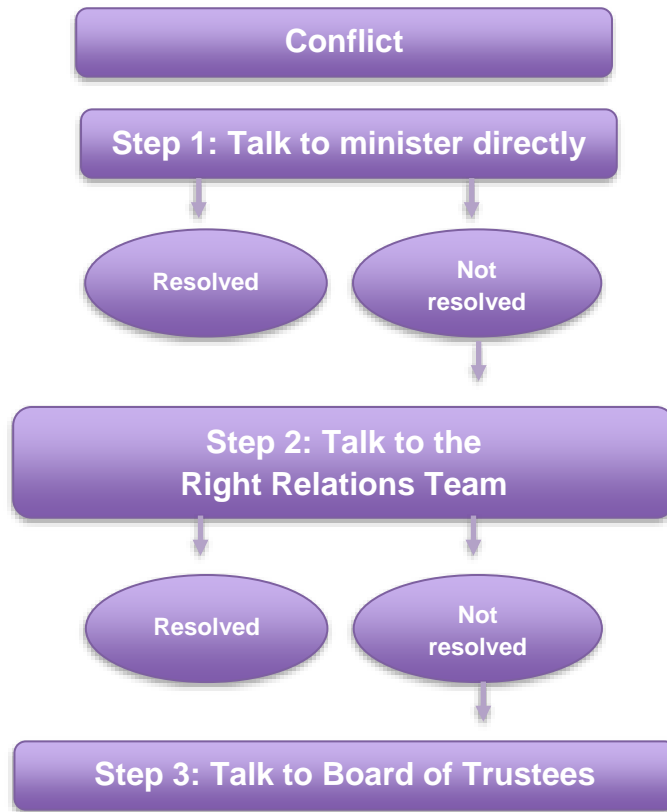 Conflict
Step 1: Talk to minister directly
Resolved
Not
resolved
Step 2: Talk to the
Right Relations Team
Resolved
Not
resolved
Step 3: Talk to Board of Trustees